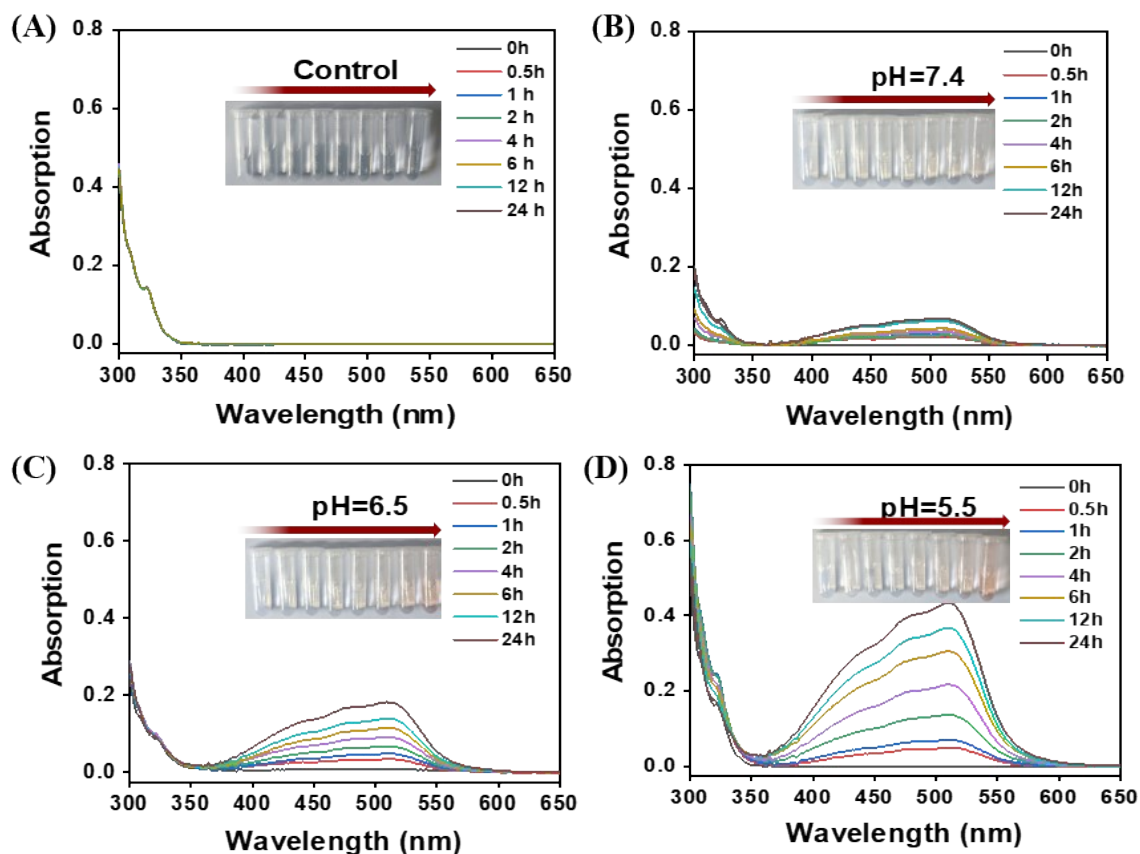 (A)
0.8
0.6
0.4
0.2
0.0
Absorption
Control
0h
0.5h
1 h
2 h
4 h
6 h
12 h
24 h
300 350 400 450 500 550 600 650
Wavelength (nm)
(B)
0.8
0.6
0.4
0.2
0.0
Absorption
pH=7.4
0h
0.5h
1h
2h
4h
6h
12h
24h
300 350 400 450 500 550 600 650
Wavelength (nm)
(C)
0.8
0.6
0.4
0.2
0.0
Absorption
pH=6.5
0h
0.5h
1h
2h
4h
6h
12h
24h
300 350 400 450 500 550 600 650
Wavelength (nm)
(D)
0.8
0.6
0.4
0.2
0.0
Absorption
pH=5.5
0h
0.5h
1h
2h
4h
6h
12h
24h
300 350 400 450 500 550 600 650
Wavelength (nm)